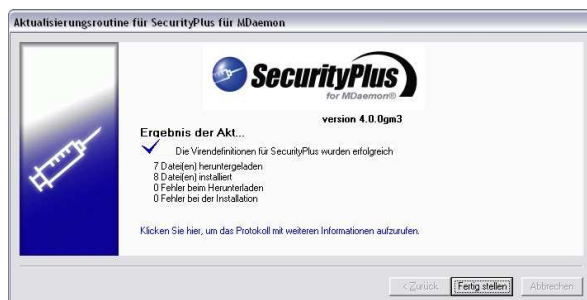 Aktualisierungsroutine für SecurityPlus für MDaemon
SecurityPlus
for MDaemon®
version 4.0.0gm3
Ergebnis der Akt...
Die Virendefinitionen für SecurityPlus wurden erfolgreich
7 Datei(en) heruntergeladen
8 Datei(en) installiert
0 Fehler beim Herunterladen
0 Fehler bei der Installation
Klicken Sie hier, um das Protokoll mit weiteren Informationen aufzurufen.
< Zurück
Fertig stellen
Abbrechen